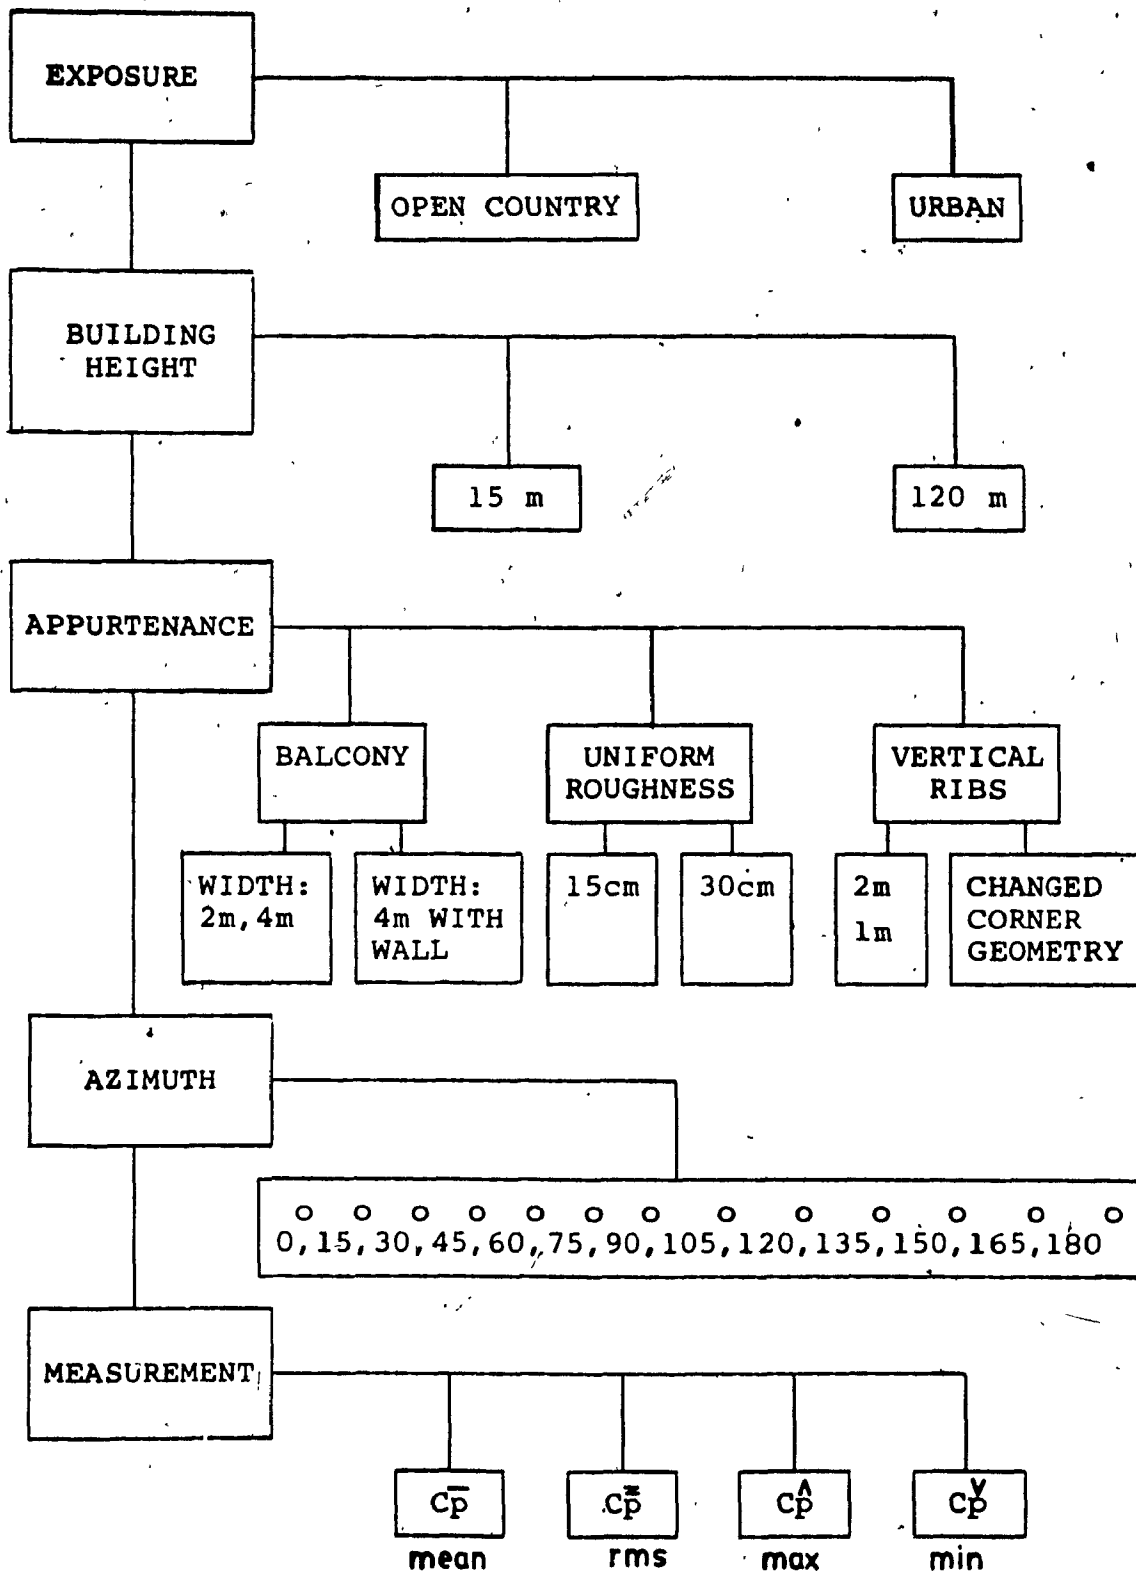 EXPOSURE
OPEN COUNTRY
URBAN
BUILDING
HEIGHT
15 m
120 m
APPURTENANCE
BALCONY
UNIFORM
ROUGHNESS
VERTICAL
RIBS
WIDTH:
2m, 4m
WIDTH:
4m WITH
WALL
15cm
30cm
2m
1m
CHANGED
CORNER
GEOMETRY
AZIMUTH
o o o o o o o o o o o o o
0, 15, 30, 45, 60, 75, 90, 105, 120, 135, 150, 165, 180
MEASUREMENT
Cp̄
Cp̿
Cp̂
Cp̌
mean
rms
max
min